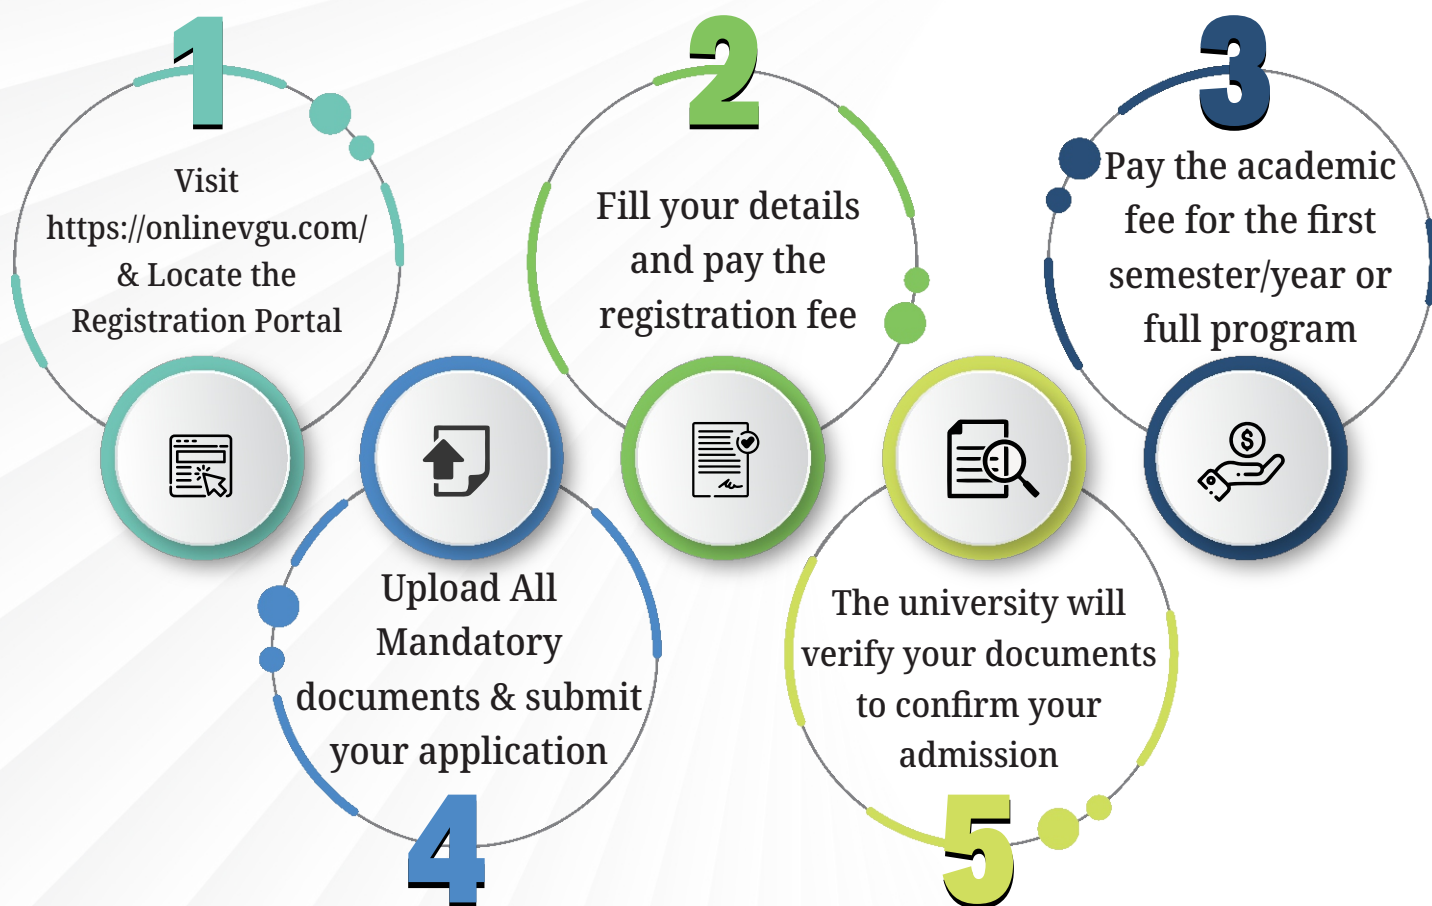 1
Visit
https://onlinevgu.com/
& Locate the
Registration Portal
2
Fill your details
and pay the
registration fee
3
Pay the academic
fee for the first
semester/year or
full program
$
Upload All
Mandatory
documents & submit
your application
4
The university will
verify your documents
to confirm your
admission
5